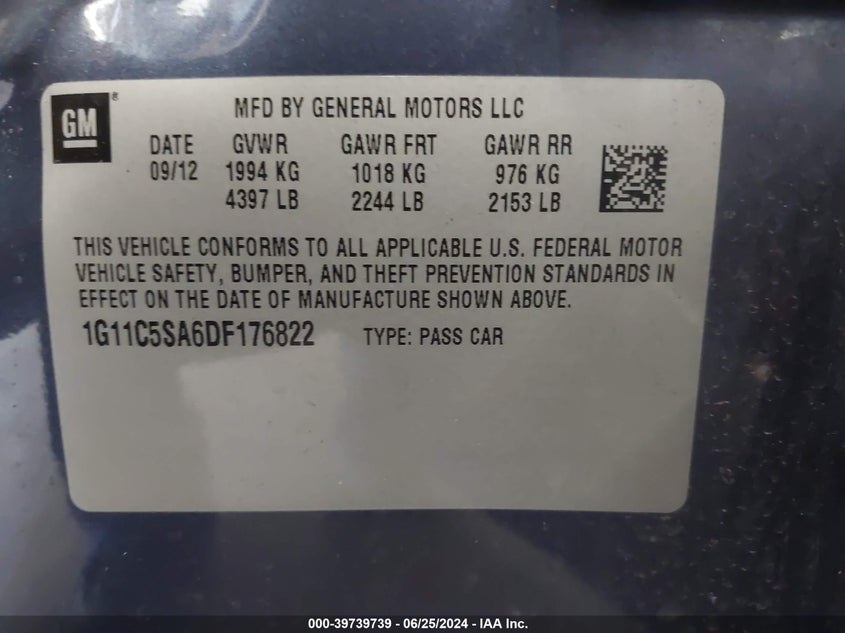 GM®
MFD BY GENERAL MOTORS LLC
DATE GVWR GAWR FRT GAWR RR
09/12 1994 KG 1018 KG 976 KG
4397 LB 2244 LB 2153 LB
THIS VEHICLE CONFORMS TO ALL APPLICABLE U.S. FEDERAL MOTOR
VEHICLE SAFETY, BUMPER, AND THEFT PREVENTION STANDARDS IN
EFFECT ON THE DATE OF MANUFACTURE SHOWN ABOVE.
1G11C5SA6DF176822 TYPE: PASS CAR
000-39739739 - 06/25/2024 - IAA Inc.